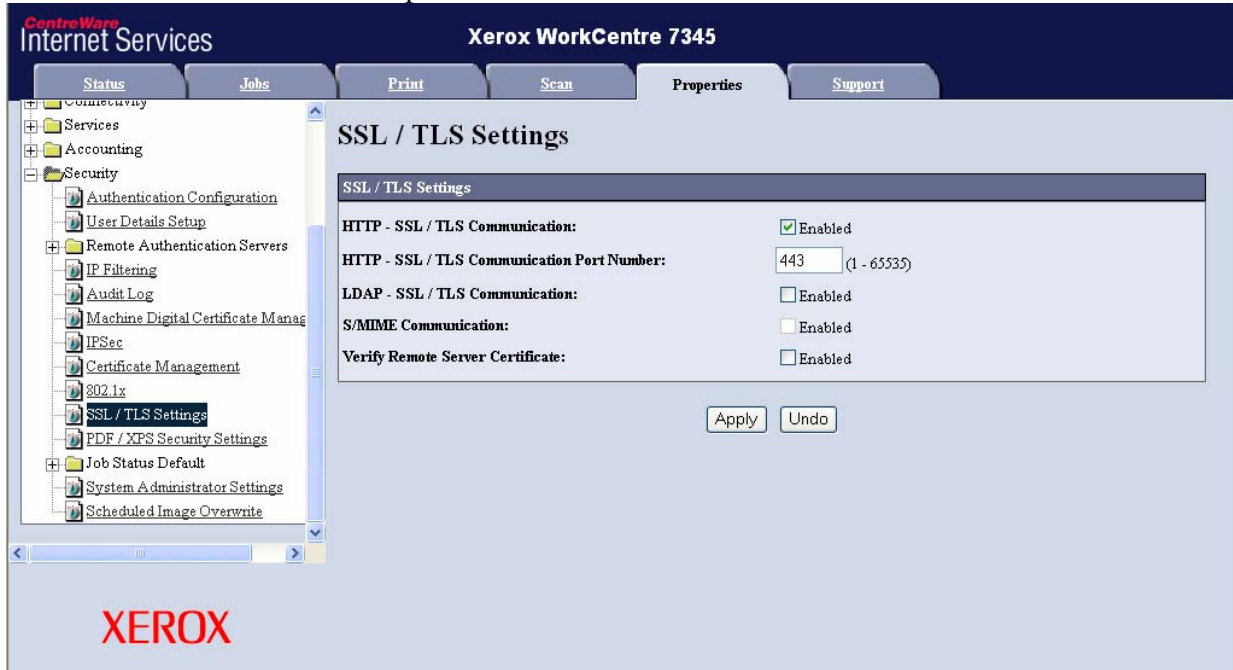 CentreWare
Internet Services
Xerox WorkCentre 7345
Status
Jobs
Print
Scan
Properties
Support
Connectivity
Services
Accounting
Security
Authentication Configuration
User Details Setup
Remote Authentication Servers
IP Filtering
Audit Log
Machine Digital Certificate Manag
IPSec
Certificate Management
802.1x
SSL / TLS Settings
PDF / XPS Security Settings
Job Status Default
System Administrator Settings
Scheduled Image Overwrite
SSL / TLS Settings
SSL / TLS Settings
HTTP - SSL / TLS Communication: Enabled
HTTP - SSL / TLS Communication Port Number: 443 (1 - 65535)
LDAP - SSL / TLS Communication: Enabled
S/MIME Communication: Enabled
Verify Remote Server Certificate: Enabled
Apply Undo
XEROX